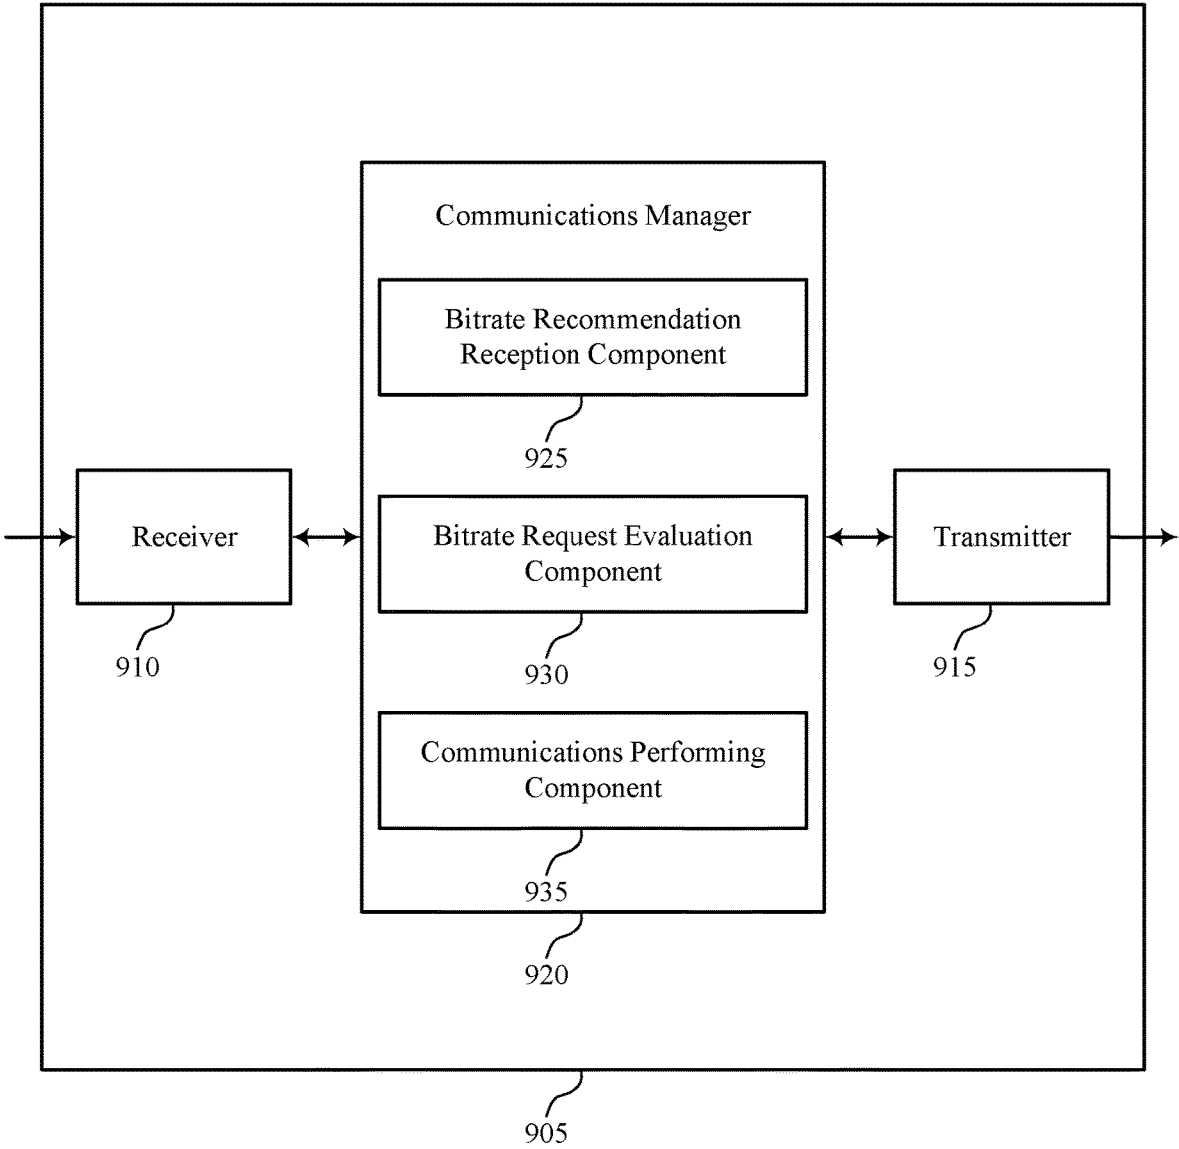 Communications Manager
Bitrate Recommendation
Reception Component
925
Receiver
910
Bitrate Request Evaluation
Component
930
Transmitter
915
Communications Performing
Component
935
920
905